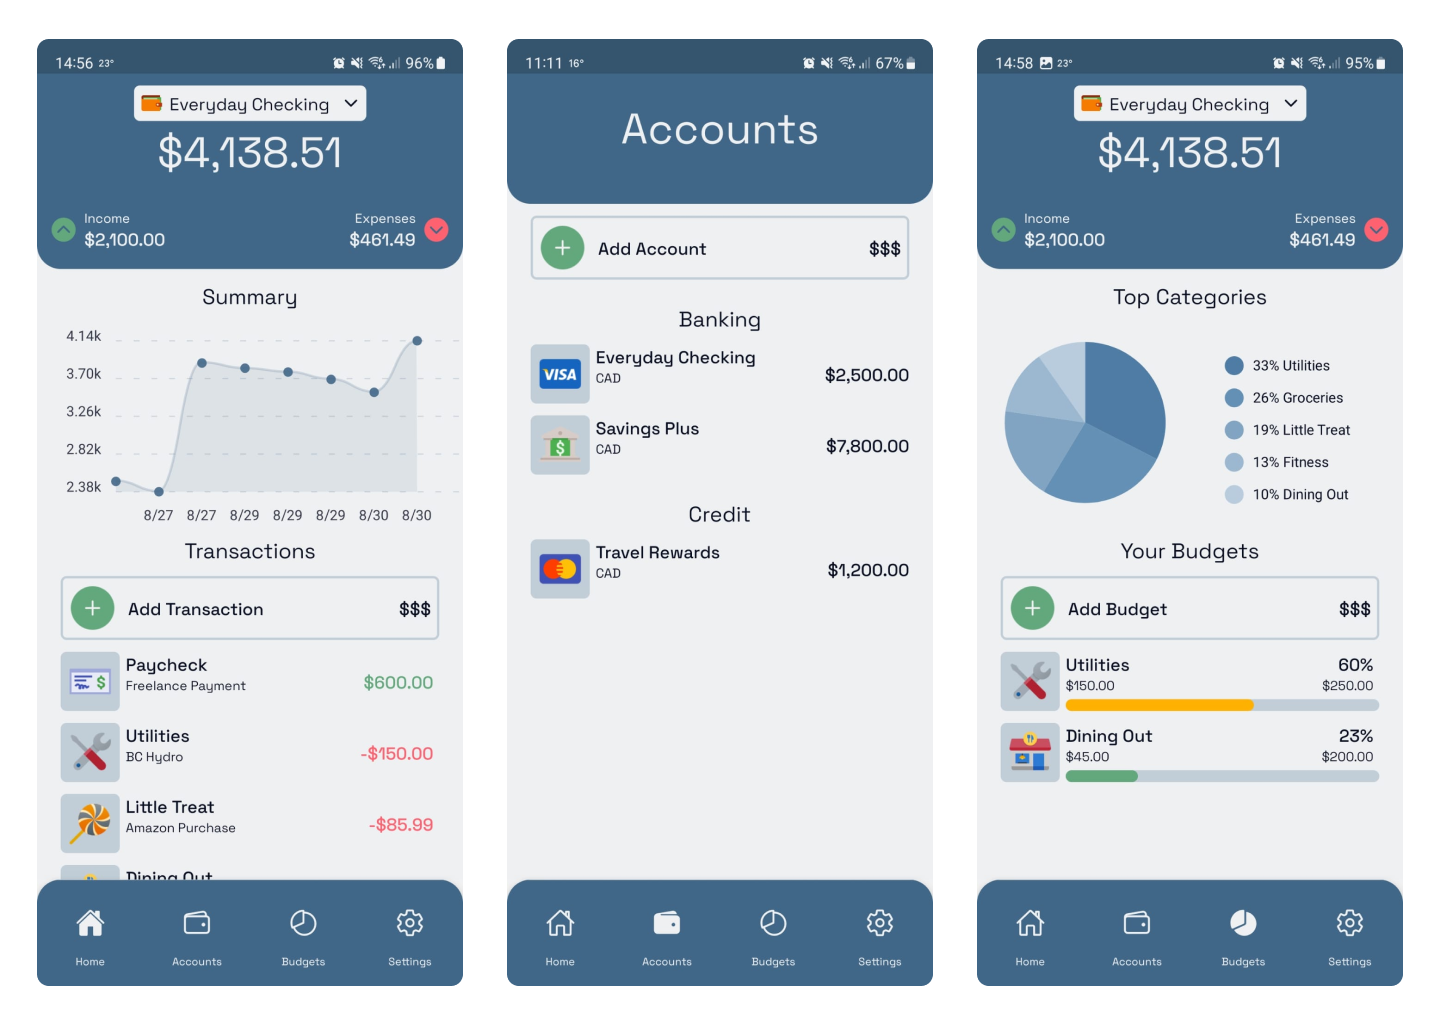 14:56 23°
96%
Everyday Checking
$4,138.51
Income
$2,100.00
Expenses
$461.49
Summary
4.14k
3.70k
3.26k
2.82k
2.38k
8/27 8/27 8/29 8/29 8/29 8/30 8/30
Transactions
Add Transaction $$$
Paycheck
Freelance Payment
$600.00
Utilities
BC Hydro
-$150.00
Little Treat
Amazon Purchase
-$85.99
Dining Out
Home Accounts Budgets Settings
11:11 16°
67%
Accounts
Add Account $$$
Banking
VISA
Everyday Checking
CAD
$2,500.00
$
Savings Plus
CAD
$7,800.00
Credit
Travel Rewards
CAD
$1,200.00
Home Accounts Budgets Settings
14:58 23°
95%
Everyday Checking
$4,138.51
Income
$2,100.00
Expenses
$461.49
Top Categories
33% Utilities
26% Groceries
19% Little Treat
13% Fitness
10% Dining Out
Your Budgets
Add Budget $$$
Utilities 60%
$150.00 $250.00
Dining Out 23%
$45.00 $200.00
Home Accounts Budgets Settings